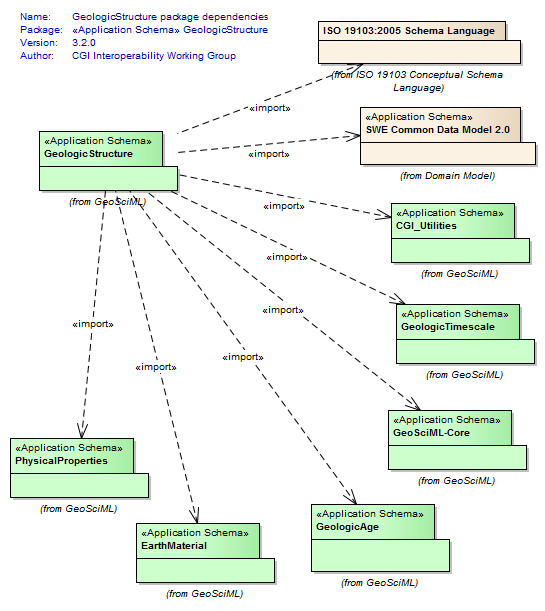 Name: GeologicStructure package dependencies
Package: «Application Schema» GeologicStructure
Version: 3.2.0
Author: CGI Interoperability Working Group
ISO 19103:2005 Schema Language
(from ISO 19103 Conceptual Schema
Language)
«import»
«Application Schema»
SWE Common Data Model 2.0
(from Domain Model)
«import»
«Application Schema»
GeologicStructure
(from GeoSciML)
«import»
«Application Schema»
CGI_Utilities
(from GeoSciML)
«import»
«Application Schema»
GeologicTimescale
(from GeoSciML)
«import»
«import»
«import»
«import»
«Application Schema»
GeoSciML-Core
(from GeoSciML)
«Application Schema»
PhysicalProperties
(from GeoSciML)
«Application Schema»
GeologicAge
(from GeoSciML)
«Application Schema»
EarthMaterial
(from GeoSciML)